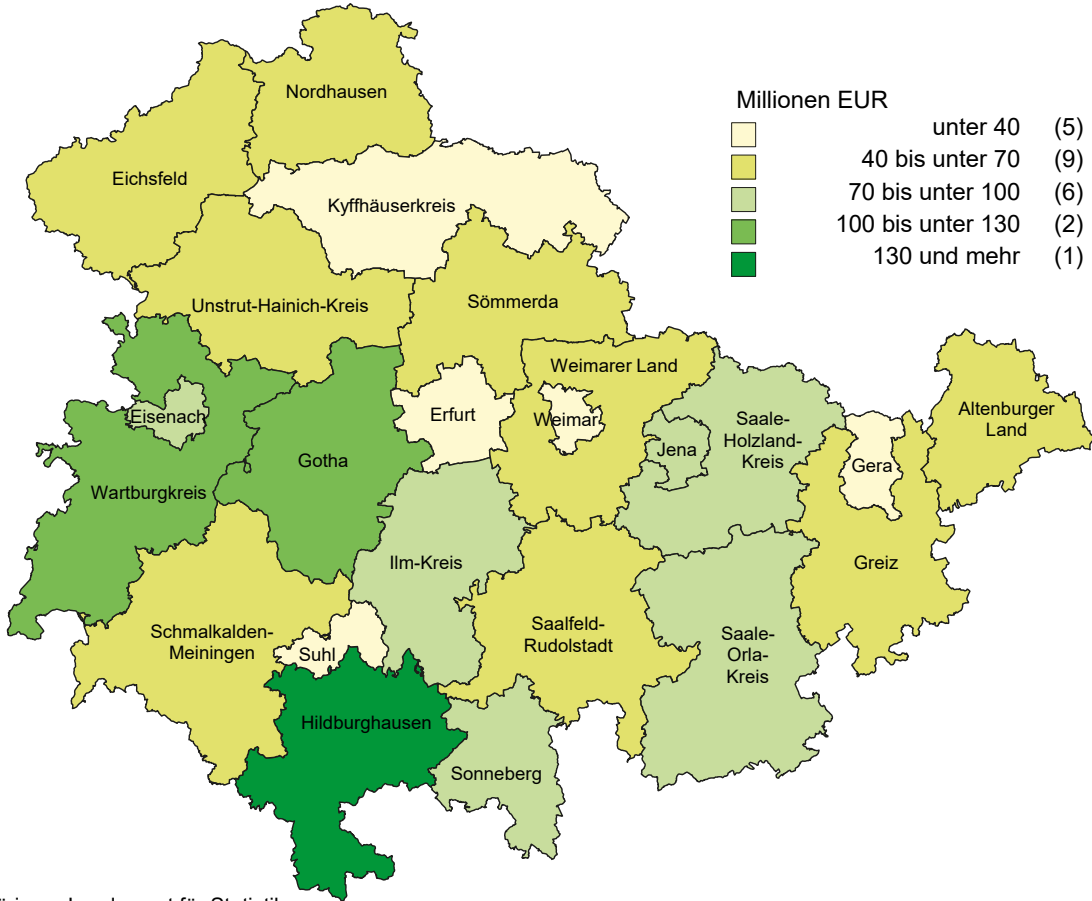 Millionen EUR
unter 40 (5)
40 bis unter 70 (9)
70 bis unter 100 (6)
100 bis unter 130 (2)
130 und mehr (1)
Nordhausen
Eichsfeld
Kyffhäuserkreis
Unstrut-Hainich-Kreis
Sömmerda
Weimarer Land
Eisenach
Erfurt
Weimar
Jena
Saale-
Holzland-
Kreis
Gera
Altenburger
Land
Gotha
Wartburgkreis
Ilm-Kreis
Greiz
Schmalkalden-
Meiningen
Suhl
Saalfeld-
Rudolstadt
Saale-
Orla-
Kreis
Hildburghausen
Sonneberg